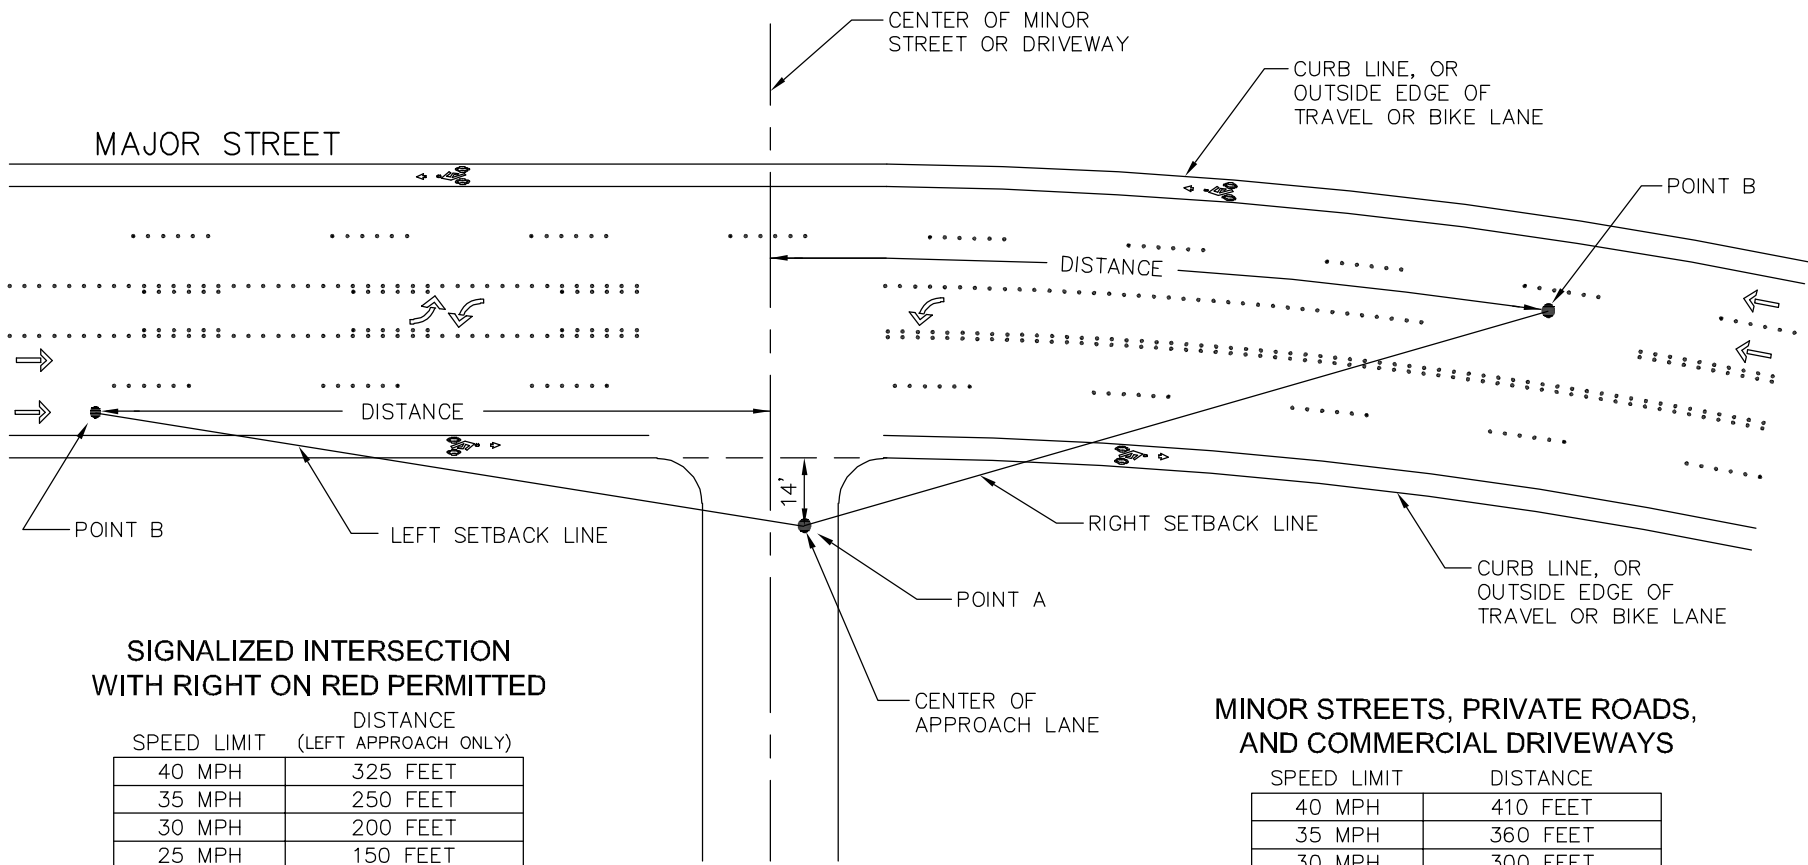 CENTER OF MINOR
STREET OR DRIVEWAY
CURB LINE, OR
OUTSIDE EDGE OF
TRAVEL OR BIKE LANE
MAJOR STREET
POINT B
DISTANCE
DISTANCE
14'
POINT B
LEFT SETBACK LINE
RIGHT SETBACK LINE
POINT A
CURB LINE, OR
OUTSIDE EDGE OF
TRAVEL OR BIKE LANE
CENTER OF
APPROACH LANE
SIGNALIZED INTERSECTION
WITH RIGHT ON RED PERMITTED
DISTANCE
SPEED LIMIT (LEFT APPROACH ONLY)
40 MPH 325 FEET
35 MPH 250 FEET
30 MPH 200 FEET
25 MPH 150 FEET
MINOR STREETS, PRIVATE ROADS,
AND COMMERCIAL DRIVEWAYS
SPEED LIMIT DISTANCE
40 MPH 410 FEET
35 MPH 360 FEET
30 MPH 300 FEET